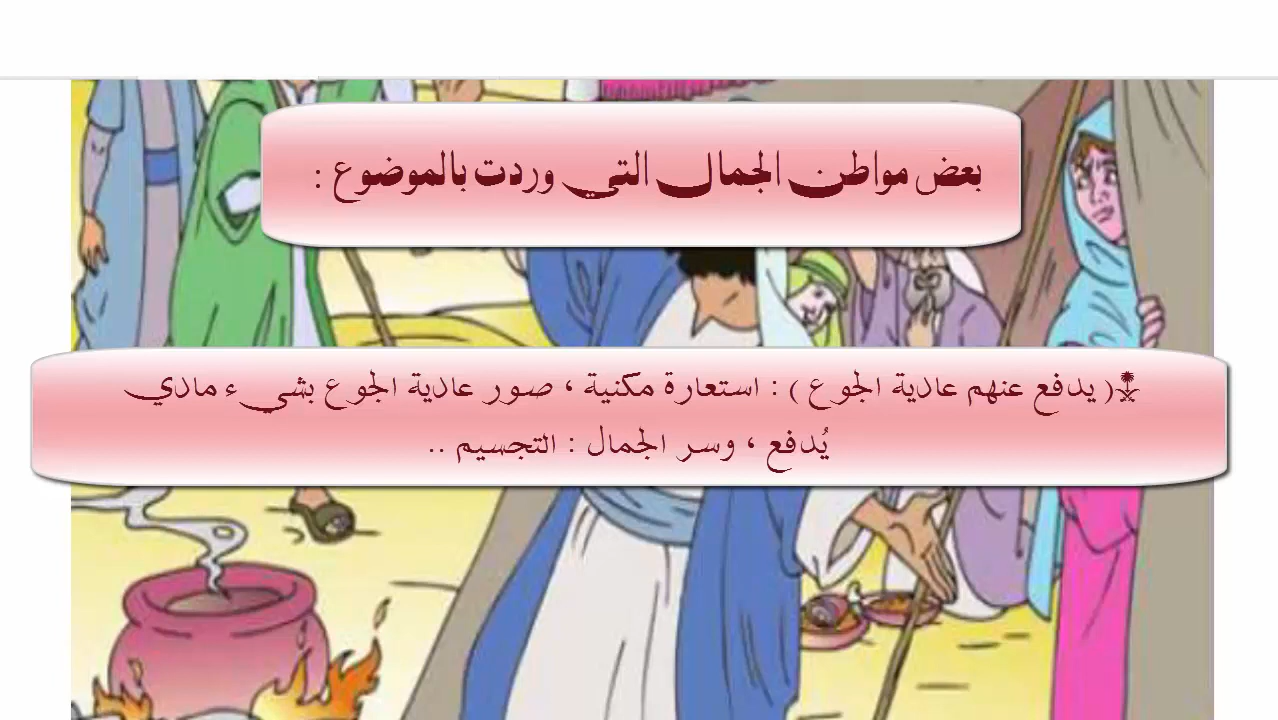 بعض مواطن الجمال التي وردت بالموضوع :
( يدفع عنهم عادية الجوع ) : استعارة مكنية ، صور عادية الجوع بشيء مادي
يُدفع ، وسر الجمال : التجسيم ..